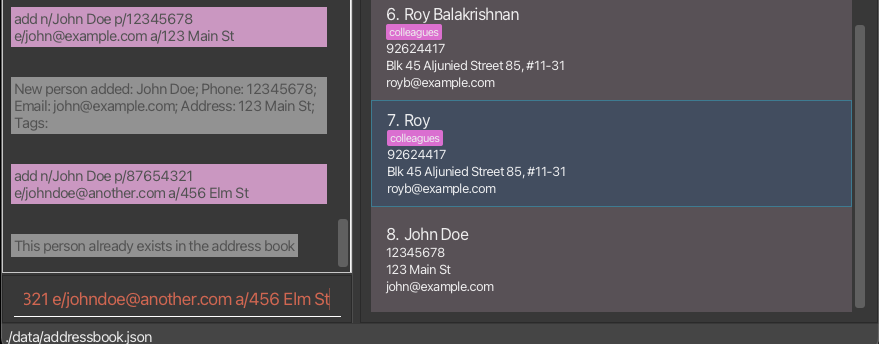 add n/John Doe p/12345678
e/john@example.com a/123 Main St
New person added: John Doe; Phone: 12345678;
Email: john@example.com; Address: 123 Main St;
Tags:
add n/John Doe p/87654321
e/johndoe@another.com a/456 Elm St
This person already exists in the address book
321 e/johndoe@another.com a/456 Elm St
6. Roy Balakrishnan
colleagues
92624417
Blk 45 Aljunied Street 85, #11-31
royb@example.com
7. Roy
colleagues
92624417
Blk 45 Aljunied Street 85, #11-31
royb@example.com
8. John Doe
12345678
123 Main St
john@example.com
./data/addressbook.json